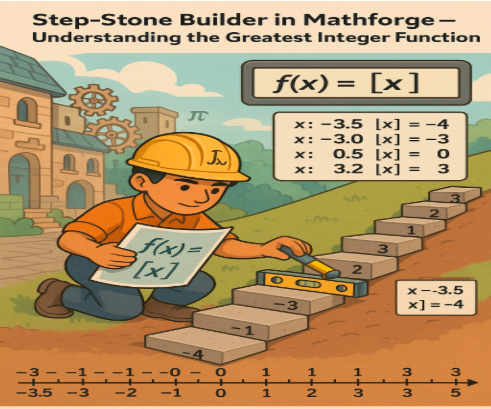 Step-Stone Builder in Mathforge—
Understanding the Greatest Integer Function
f(x) = [x]
x: −3.5 ⌊x] = −4
x: −3.0 ⌊x] = −3
x: 0.5 ⌊x] = 0
x: 3.2 ⌊x] = 3
π
f(x)=
[x]
3
2
1
3
2
−3
−1
−4
x −-3.5
x] = −4
−3 − −1 − −1 − −0 − 0 1 1 1 3 3
−3.5 −3 −2 −1 0 1 2 3 3 5